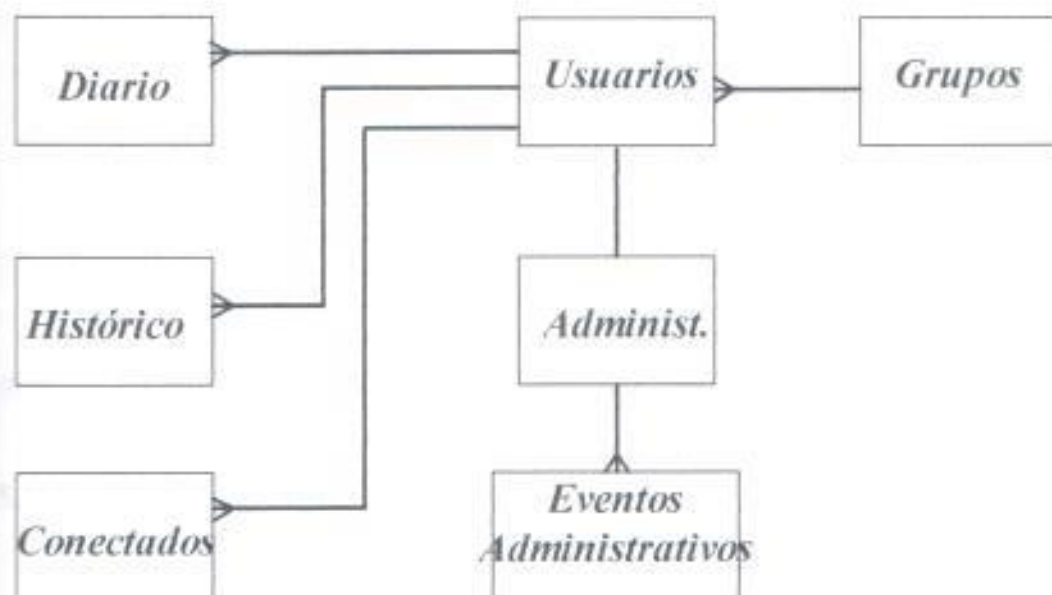 Diario
Usuarios
Grupos
Histórico
Administ.
Conectados
Eventos
Administrativos